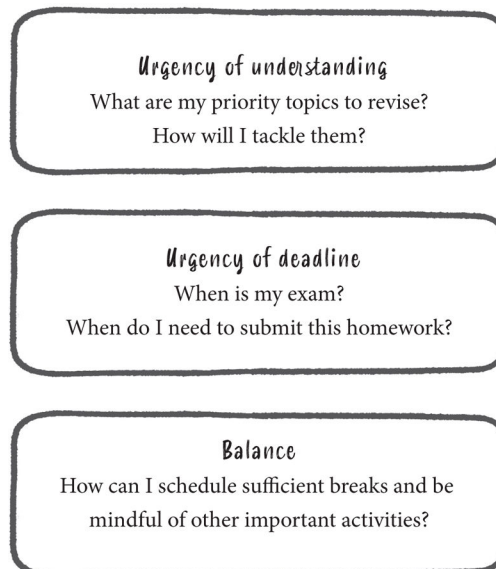 Urgency of understanding
What are my priority topics to revise?
How will I tackle them?
Urgency of deadline
When is my exam?
When do I need to submit this homework?
Balance
How can I schedule sufficient breaks and be
mindful of other important activities?